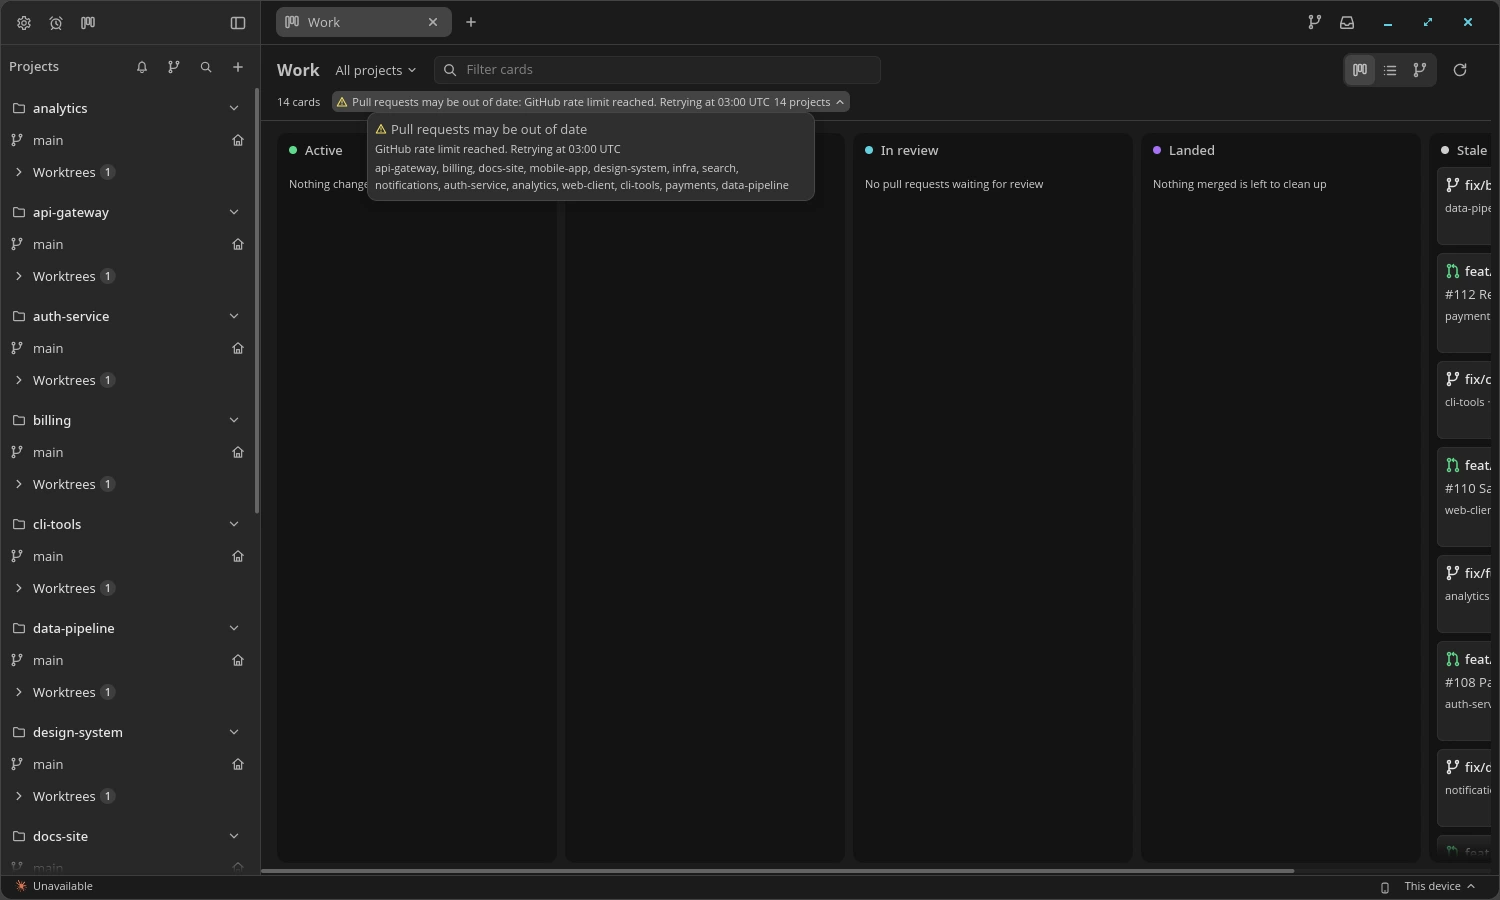 Work
Projects
analytics
main
Worktrees 1
api-gateway
main
Worktrees 1
auth-service
main
Worktrees 1
billing
main
Worktrees 1
cli-tools
main
Worktrees 1
data-pipeline
main
Worktrees 1
design-system
main
Worktrees 1
docs-site
main
Work All projects Filter cards
14 cards Pull requests may be out of date: GitHub rate limit reached. Retrying at 03:00 UTC 14 projects
Pull requests may be out of date
GitHub rate limit reached. Retrying at 03:00 UTC
api-gateway, billing, docs-site, mobile-app, design-system, infra, search,
notifications, auth-service, analytics, web-client, cli-tools, payments, data-pipeline
Active
Nothing change
In review
No pull requests waiting for review
Landed
Nothing merged is left to clean up
Stale
fix/b
data-pipe
feat/
#112 Re
payment
fix/c
cli-tools ·
feat/
#110 Sa
web-clien
fix/f
analytics
feat/
#108 Pa
auth-serv
fix/d
notificati
feat
Unavailable
This device